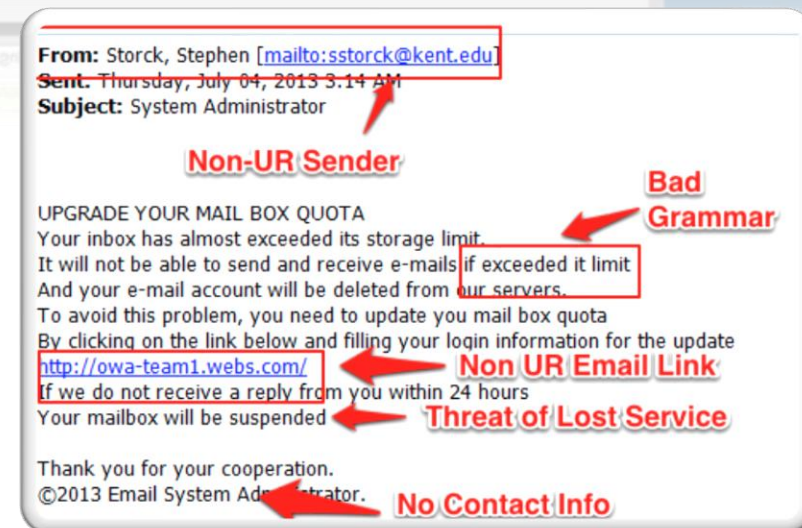 From: Storck, Stephen [mailto:sstorck@kent.edu]
Sent: Thursday, July 04, 2013 3:14 AM
Subject: System Administrator
Non-UR Sender
Bad
Grammar
UPGRADE YOUR MAIL BOX QUOTA
Your inbox has almost exceeded its storage limit.
It will not be able to send and receive e-mails if exceeded it limit
And your e-mail account will be deleted from our servers.
To avoid this problem, you need to update you mail box quota
By clicking on the link below and filling your login information for the update
http://owa-team1.webs.com/
Non UR Email Link
If we do not receive a reply from you within 24 hours
Your mailbox will be suspended
Threat of Lost Service
Thank you for your cooperation.
©2013 Email System Administrator.
No Contact Info